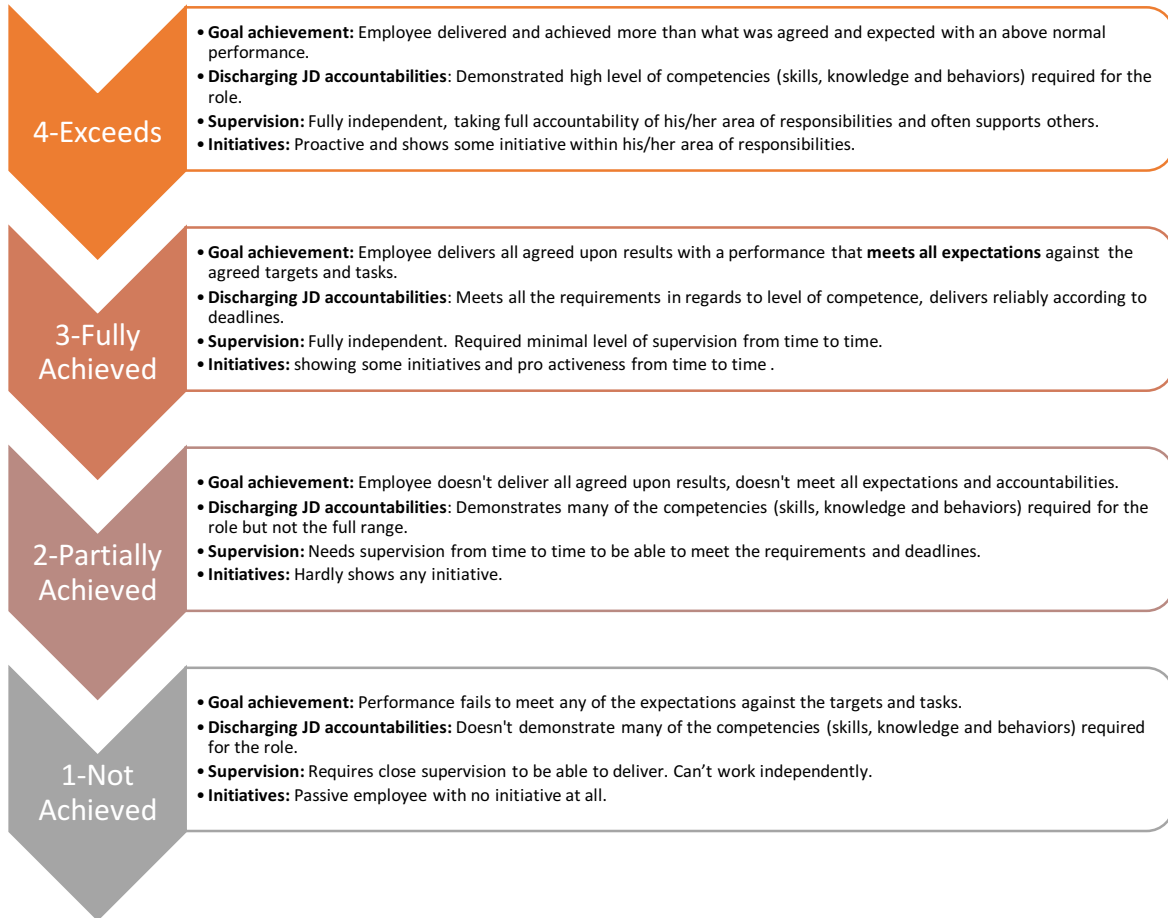 4-Exceeds
• Goal achievement: Employee delivered and achieved more than what was agreed and expected with an above normal
performance.
• Discharging JD accountabilities: Demonstrated high level of competencies (skills, knowledge and behaviors) required for the
role.
• Supervision: Fully independent, taking full accountability of his/her area of responsibilities and often supports others.
• Initiatives: Proactive and shows some initiative within his/her area of responsibilities.
3-Fully
Achieved
• Goal achievement: Employee delivers all agreed upon results with a performance that meets all expectations against the
agreed targets and tasks.
• Discharging JD accountabilities: Meets all the requirements in regards to level of competence, delivers reliably according to
deadlines.
• Supervision: Fully independent. Required minimal level of supervision from time to time.
• Initiatives: showing some initiatives and pro activeness from time to time .
2-Partially
Achieved
• Goal achievement: Employee doesn't deliver all agreed upon results, doesn't meet all expectations and accountabilities.
• Discharging JD accountabilities: Demonstrates many of the competencies (skills, knowledge and behaviors) required for the
role but not the full range.
• Supervision: Needs supervision from time to time to be able to meet the requirements and deadlines.
• Initiatives: Hardly shows any initiative.
1-Not
Achieved
• Goal achievement: Performance fails to meet any of the expectations against the targets and tasks.
• Discharging JD accountabilities: Doesn't demonstrate many of the competencies (skills, knowledge and behaviors) required
for the role.
• Supervision: Requires close supervision to be able to deliver. Can’t work independently.
• Initiatives: Passive employee with no initiative at all.